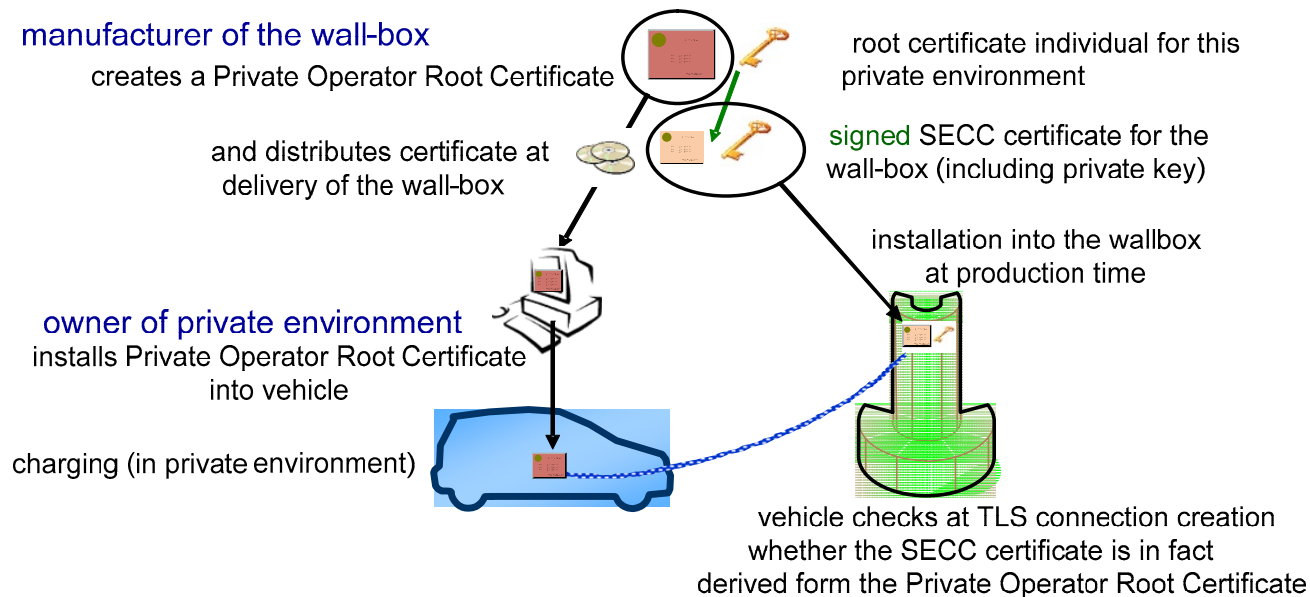 manufacturer of the wall-box
creates a Private Operator Root Certificate
root certificate individual for this
private environment
and distributes certificate at
delivery of the wall-box
signed SECC certificate for the
wall-box (including private key)
installation into the wallbox
at production time
owner of private environment
installs Private Operator Root Certificate
into vehicle
charging (in private environment)
vehicle checks at TLS connection creation
whether the SECC certificate is in fact
derived form the Private Operator Root Certificate